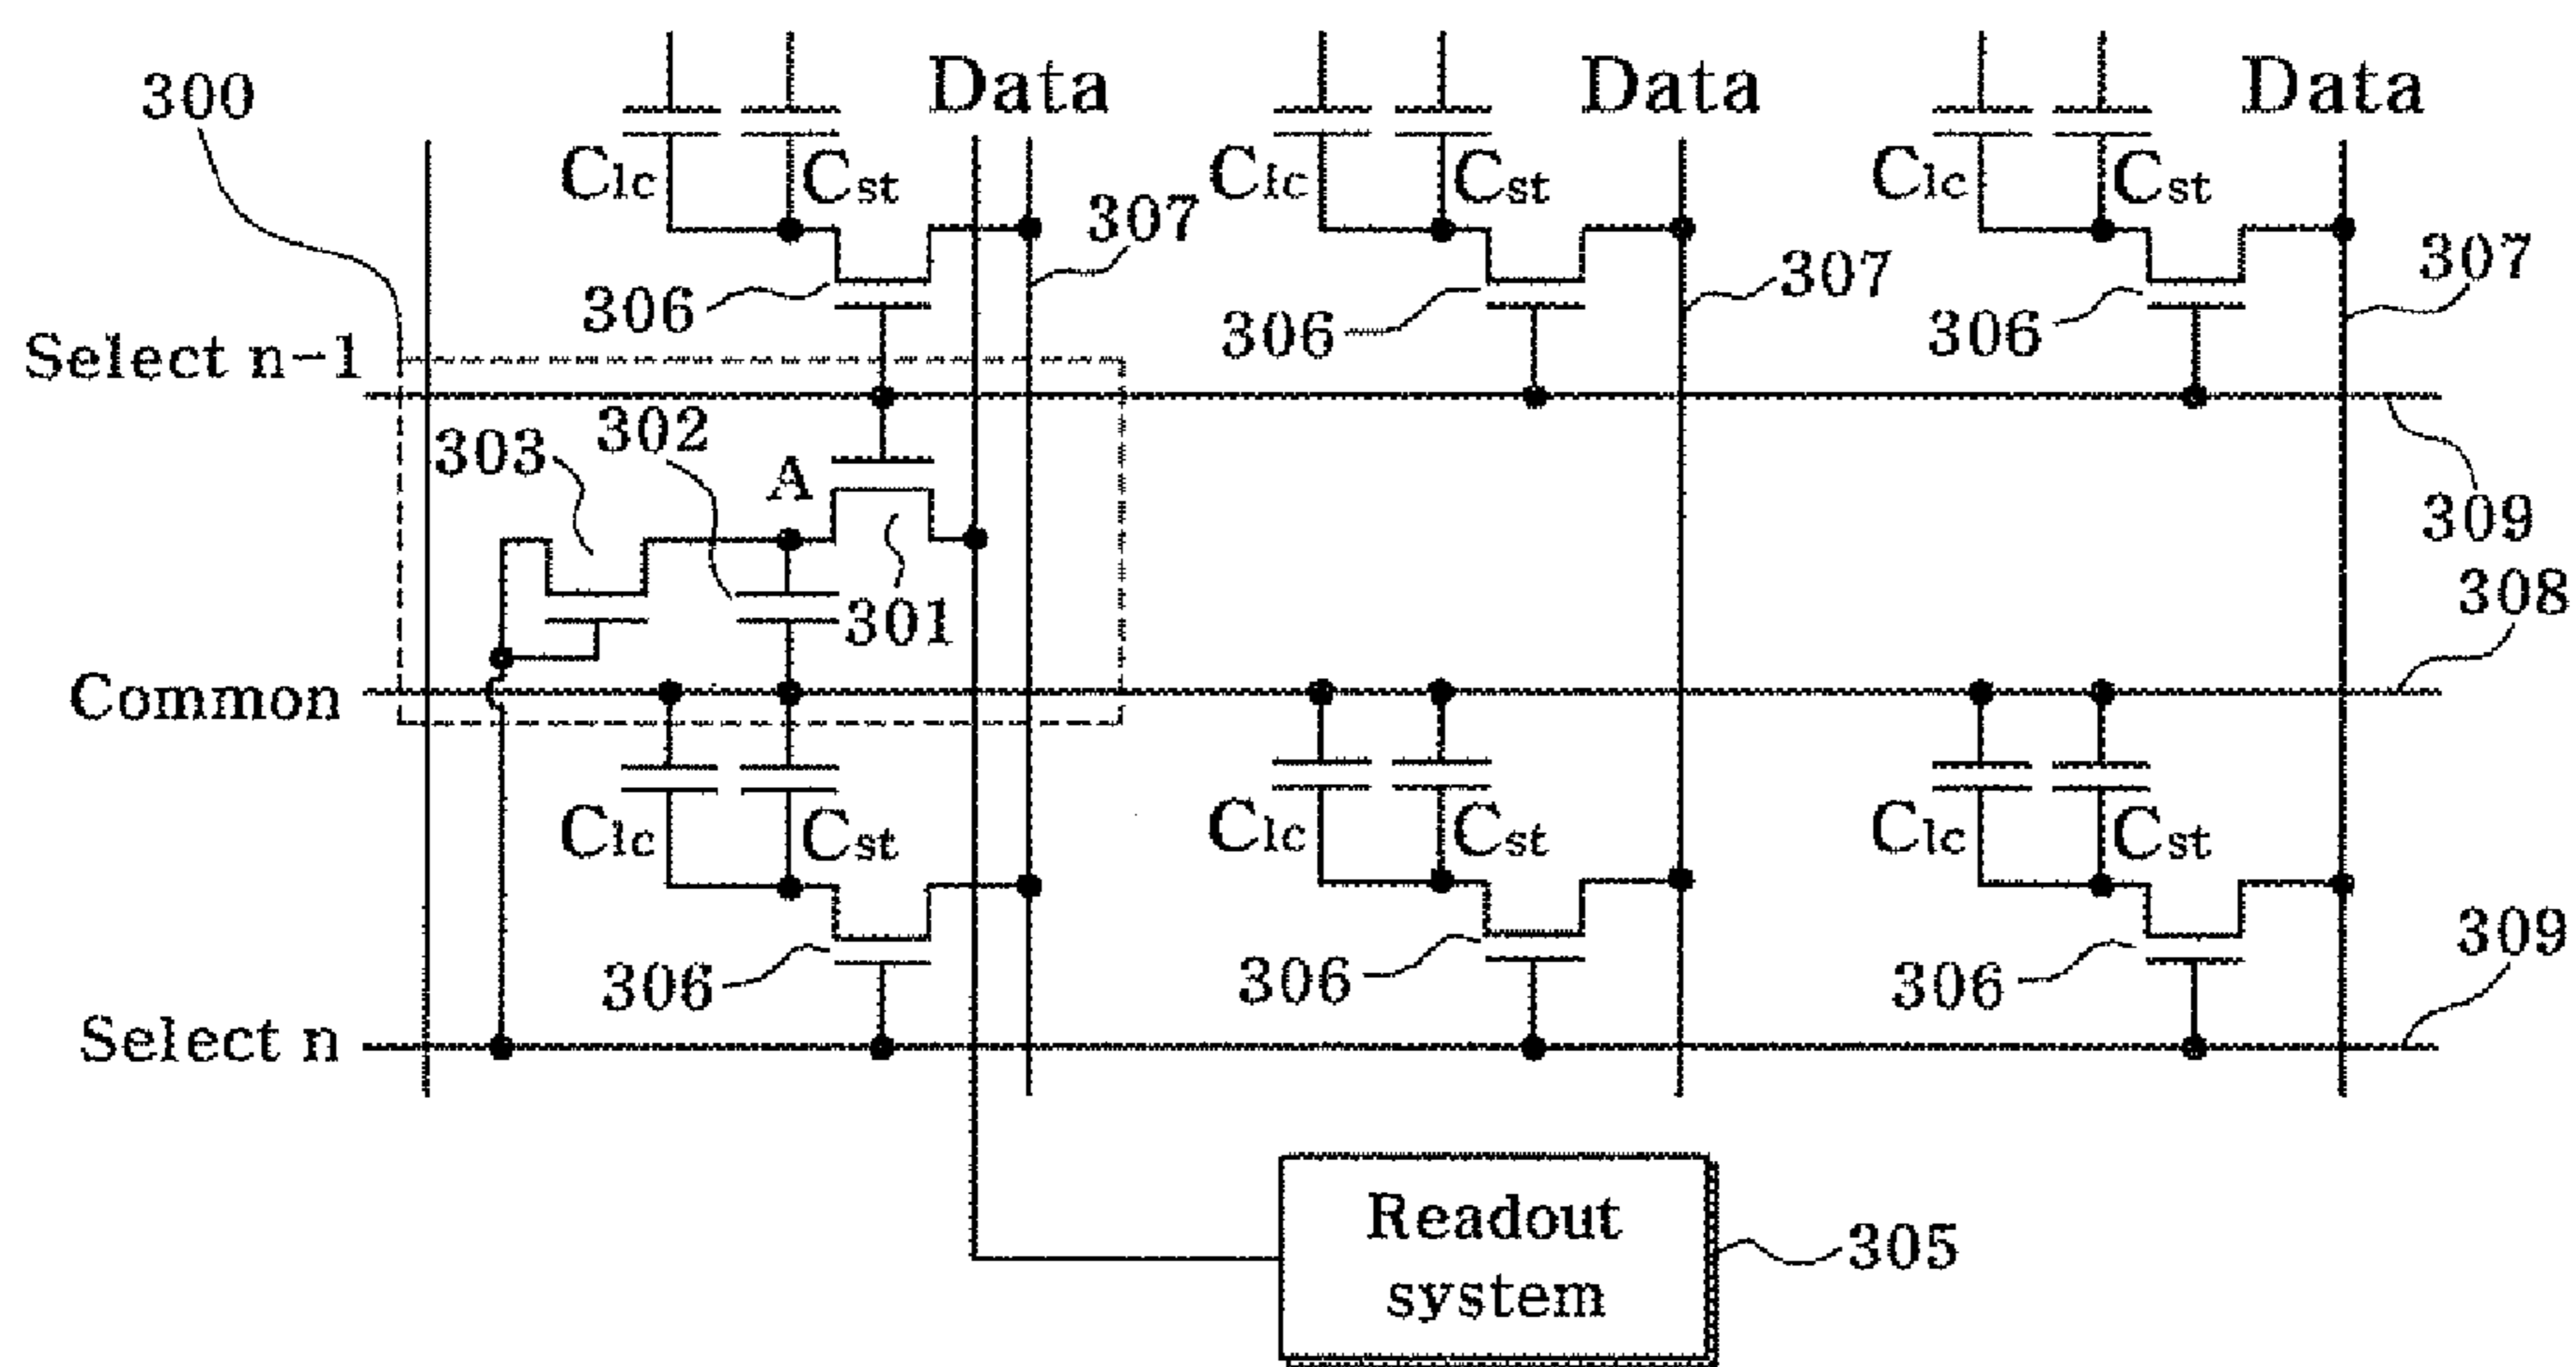 300
Data
Data
Data
Clc
Cst
Clc
Cst
Clc
Cst
307
307
307
306
306
306
Select n-1
303
302
A
301
309
308
Common
Clc
Cst
Clc
Cst
Clc
Cst
306
306
306
309
Select n
Readout
system
305